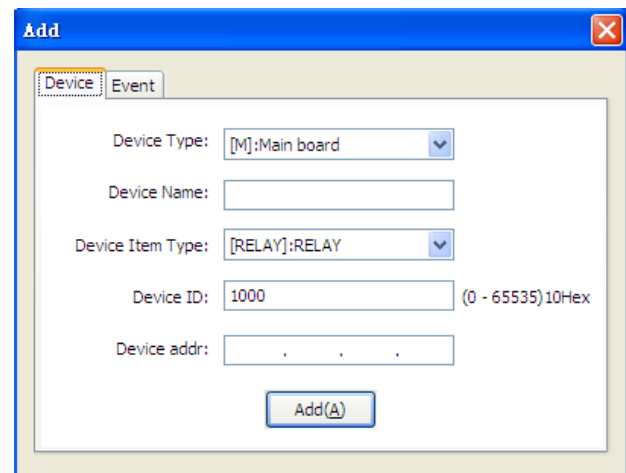 Add
Device Event
Device Type: [M]:Main board
Device Name:
Device Item Type: [RELAY]:RELAY
Device ID: 1000 (0 - 65535)10Hex
Device addr: . . .
Add(A)